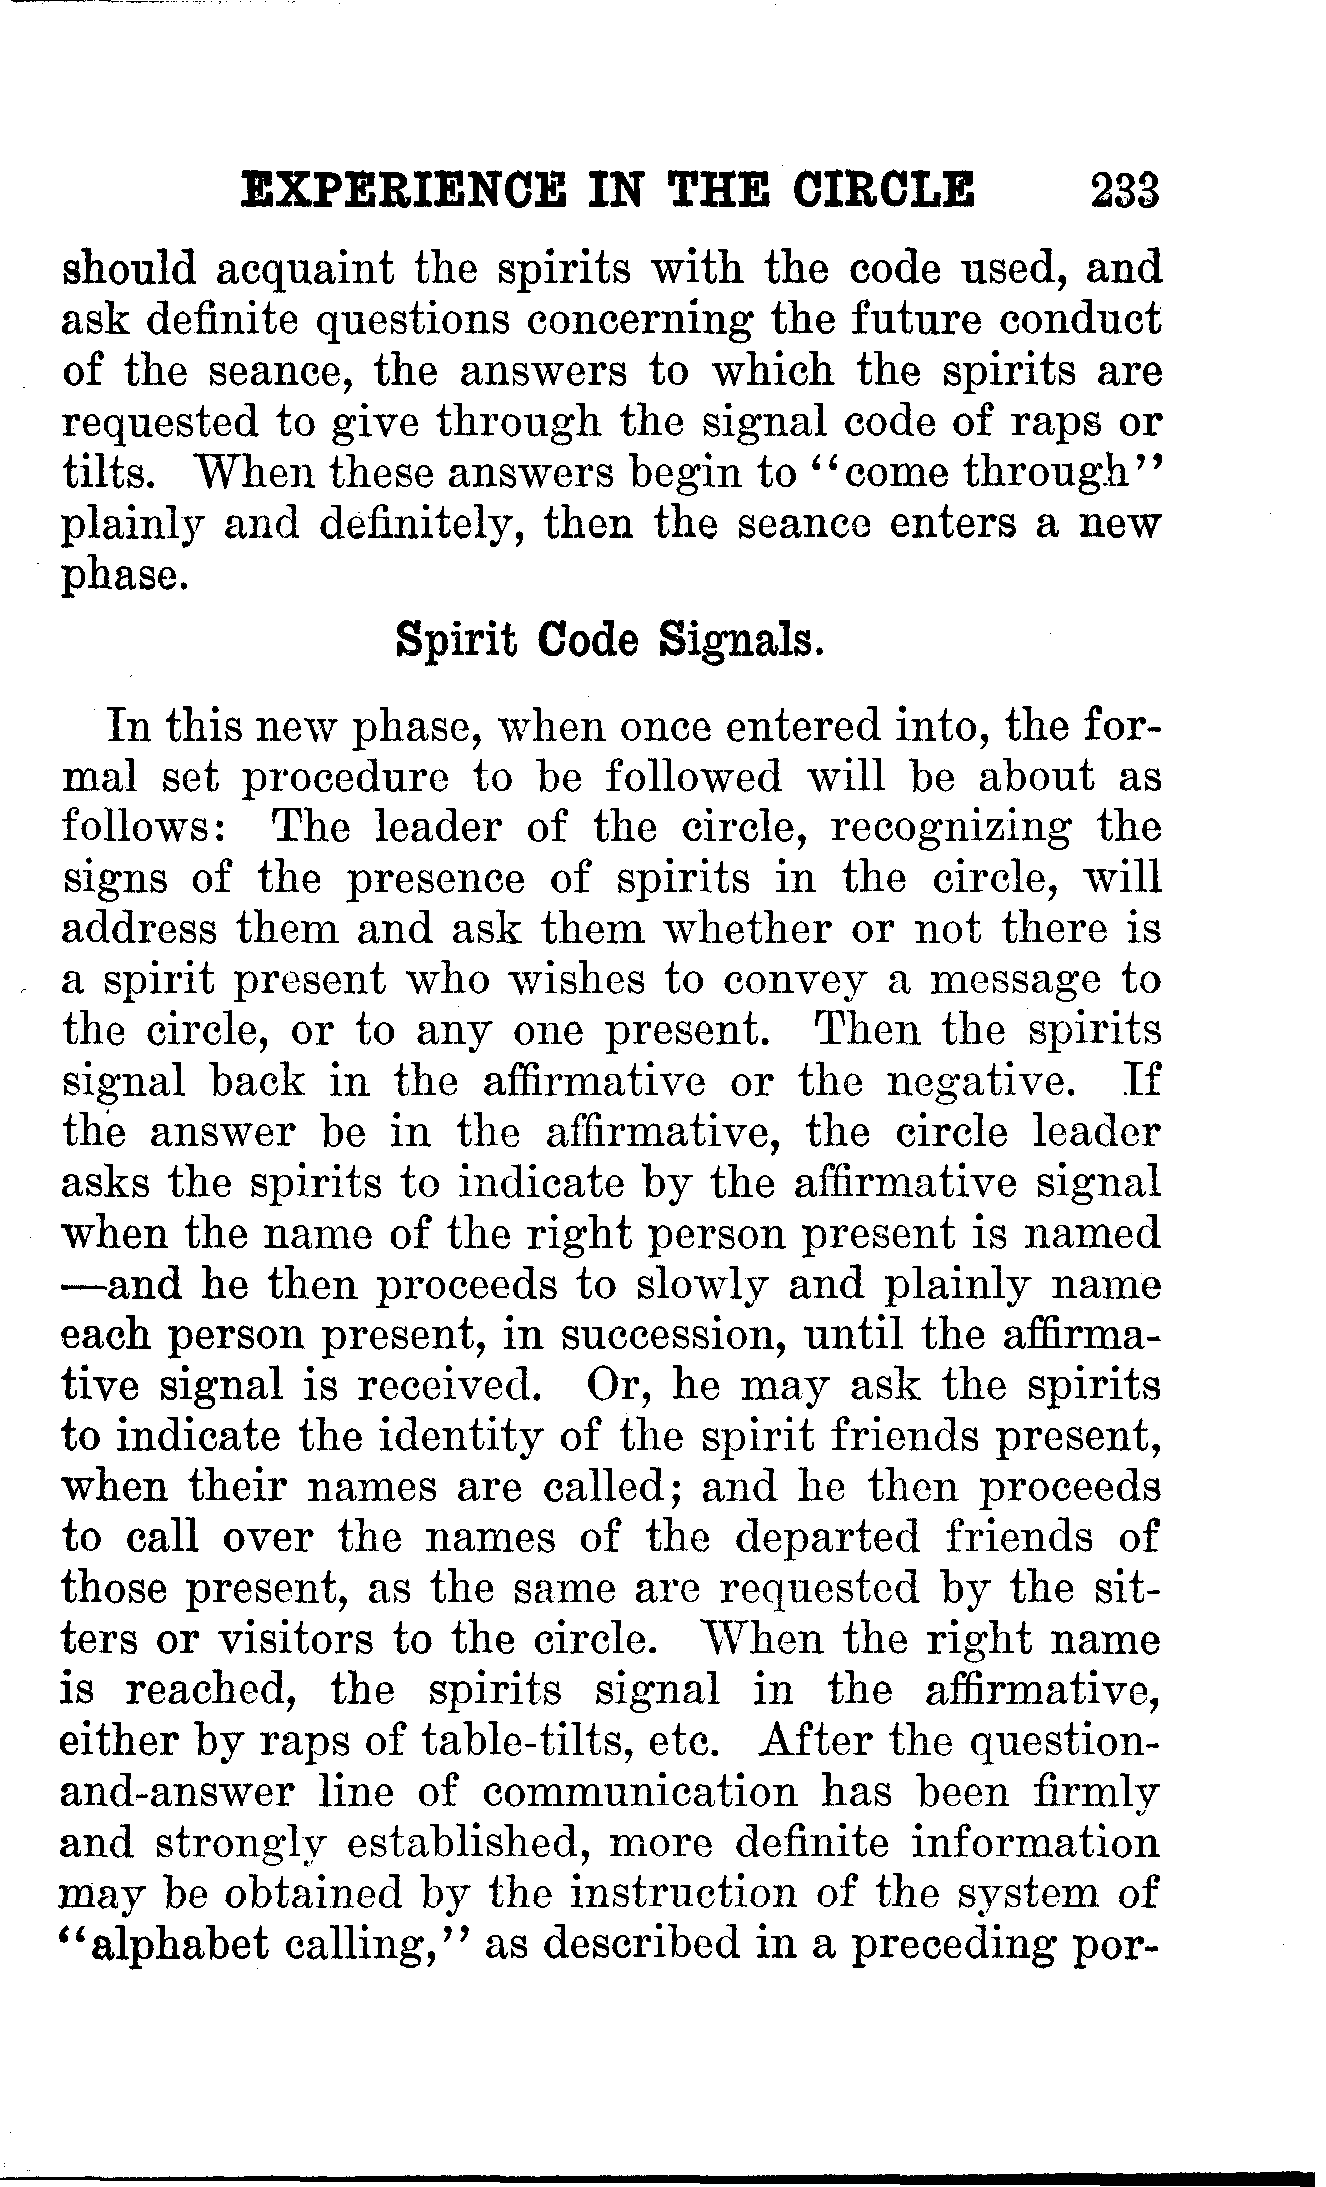 EXPERIENCE IN THE CIRCLE 233
should acquaint the spirits with the code used, and
ask definite questions concerning the future conduct
of the seance, the answers to which the spirits are
requested to give through the signal code of raps or
tilts. When these answers begin to "come through"
plainly and definitely, then the seance enters a new
phase.
Spirit Code Signals.
In this new phase, when once entered into, the for-
mal set procedure to be followed will be about as
follows: The leader of the circle, recognizing the
signs of the presence of spirits in the circle, will
address them and ask them whether or not there is
a spirit present who wishes to convey a message to
the circle, or to any one present. Then the spirits
signal back in the affirmative or the negative. If
the answer be in the affirmative, the circle leader
asks the spirits to indicate by the affirmative signal
when the name of the right person present is named
—and he then proceeds to slowly and plainly name
each person present, in succession, until the affirma-
tive signal is received. Or, he may ask the spirits
to indicate the identity of the spirit friends present,
when their names are called; and he then proceeds
to call over the names of the departed friends of
those present, as the same are requested by the sit-
ters or visitors to the circle. When the right name
is reached, the spirits signal in the affirmative,
either by raps of table-tilts, etc. After the question-
and-answer line of communication has been firmly
and strongly established, more definite information
may be obtained by the instruction of the system of
"alphabet calling," as described in a preceding por-